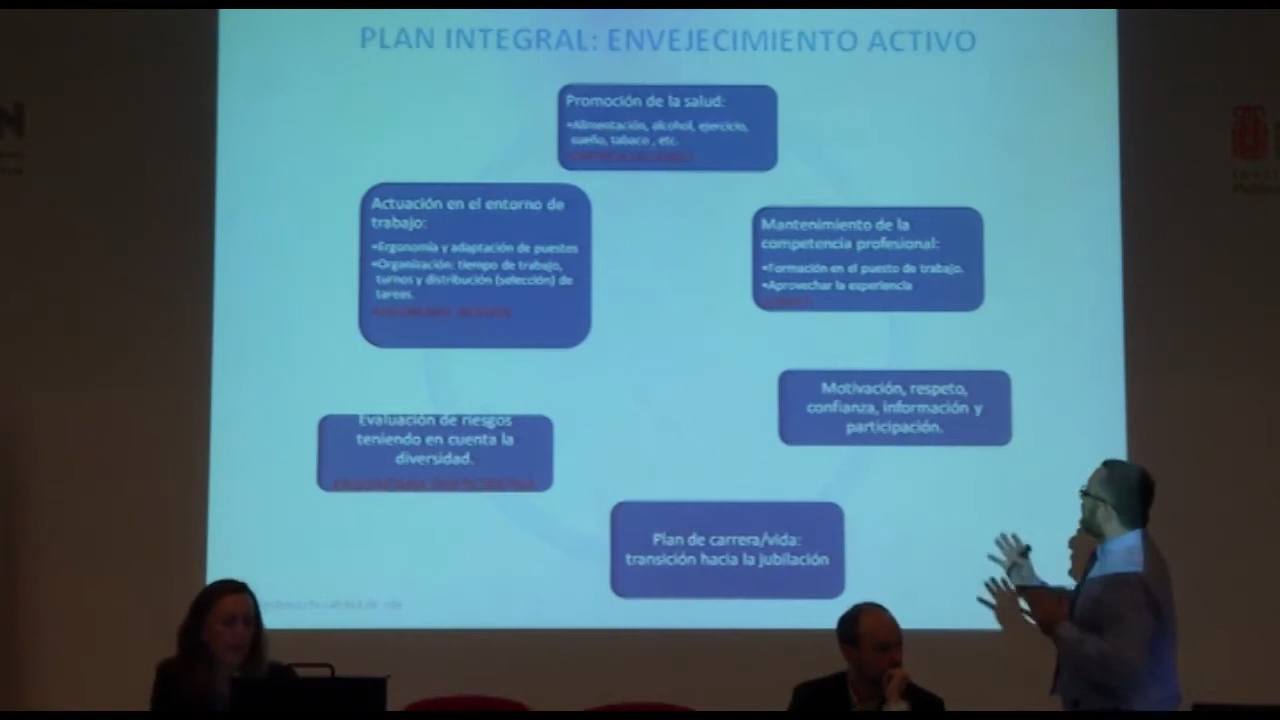 PLAN INTEGRAL: ENVEJECIMIENTO ACTIVO
Promoción de la salud:
•Alimentación, alcohol, ejercicio,
sueño, tabaco , etc.
Actuación en el entorno de
trabajo:
•Ergonomía y adaptación de puestos
•Organización: tiempo de trabajo,
turnos y distribución (selección) de
tareas.
Mantenimiento de la
competencia profesional:
•Formación en el puesto de trabajo.
•Aprovechar la experiencia
Motivación, respeto,
confianza, información y
participación.
Evaluación de riesgos
teniendo en cuenta la
diversidad.
ERGONOMIA PARTICIPATIVA
Plan de carrera/vida:
transición hacia la jubilación